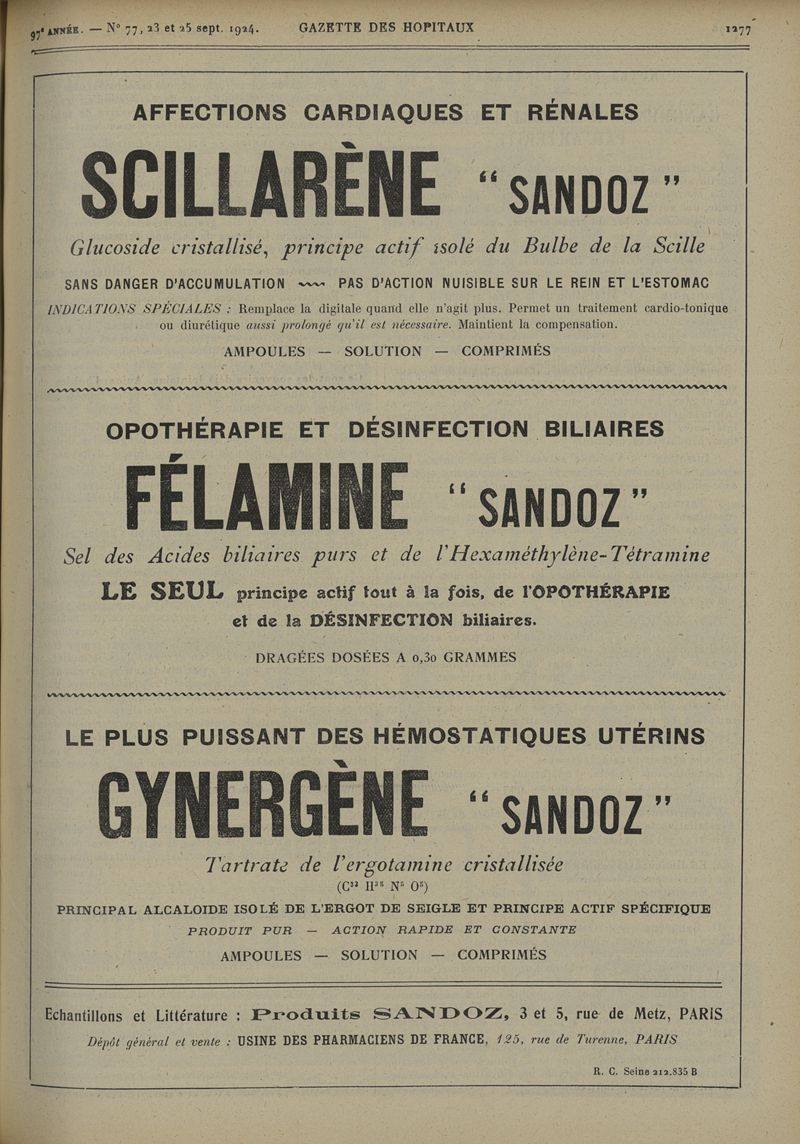 97ᵉ ANNÉE. — N° 77, 23 et 25 sept. 1924. GAZETTE DES HOPITAUX 1277
AFFECTIONS CARDIAQUES ET RÉNALES
SCILLARÈNE “ SANDOZ ”
Glucoside cristallisé, principe actif isolé du Bulbe de la Scille
SANS DANGER D'ACCUMULATION PAS D'ACTION NUISIBLE SUR LE REIN ET L'ESTOMAC
INDICATIONS SPÉCIALES : Remplace la digitale quand elle n'agit plus. Permet un traitement cardio-tonique
ou diurétique aussi prolongé qu'il est nécessaire. Maintient la compensation.
AMPOULES — SOLUTION — COMPRIMÉS
OPOTHÉRAPIE ET DÉSINFECTION BILIAIRES
FÉLAMINE “ SANDOZ ”
Sel des Acides biliaires purs et de l'Hexaméthylène-Tétramine
LE SEUL principe actif tout à la fois, de l'OPOTHÉRAPIE
et de la DÉSINFECTION biliaires.
DRAGÉES DOSÉES A 0,30 GRAMMES
LE PLUS PUISSANT DES HÉMOSTATIQUES UTÉRINS
GYNERGÈNE “ SANDOZ ”
Tartrate de l'ergotamine cristallisée
(C³³ H³⁵ N⁵ O⁵)
PRINCIPAL ALCALOIDE ISOLÉ DE L'ERGOT DE SEIGLE ET PRINCIPE ACTIF SPÉCIFIQUE
PRODUIT PUR — ACTION RAPIDE ET CONSTANTE
AMPOULES — SOLUTION — COMPRIMÉS
Echantillons et Littérature : Produits SANDOZ, 3 et 5, rue de Metz, PARIS
Dépôt général et vente : USINE DES PHARMACIENS DE FRANCE, 125, rue de Turenne, PARIS
R. C. Seine 212.835 B